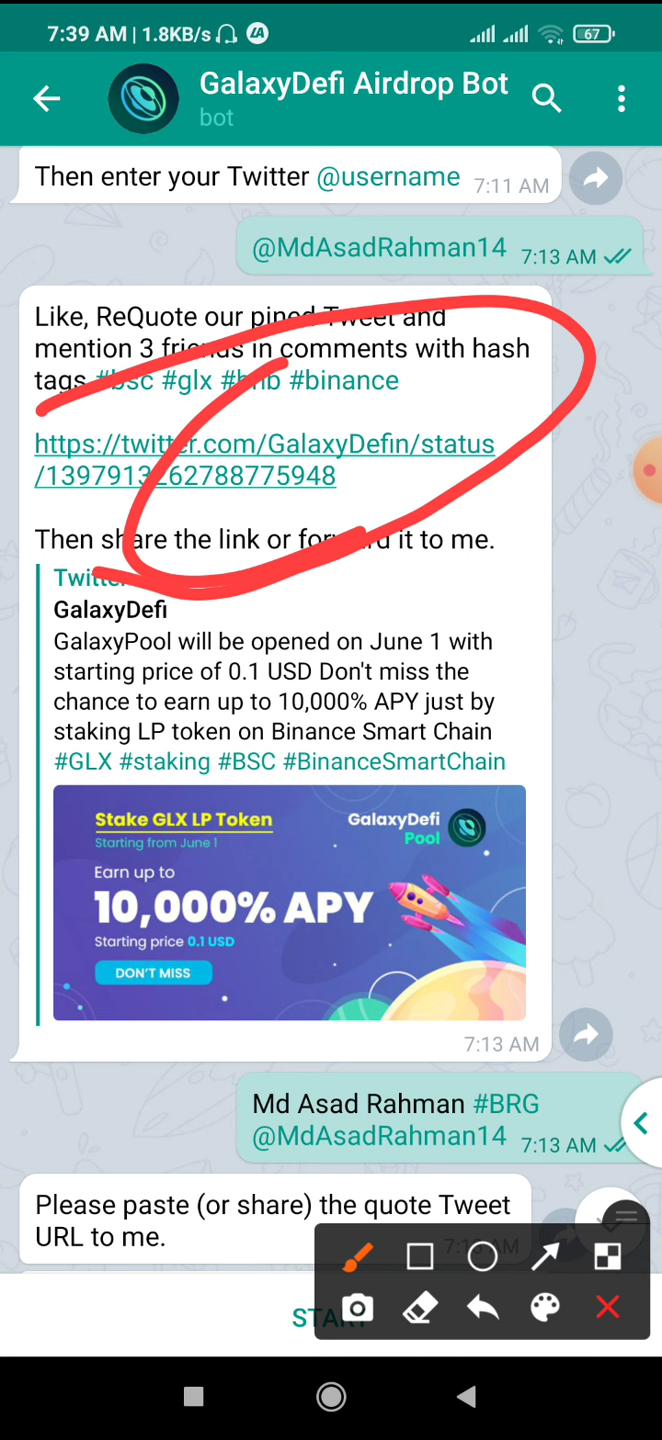 7:39 AM | 1.8KB/s
67
GalaxyDefi Airdrop Bot
bot
Then enter your Twitter @username 7:11 AM
@MdAsadRahman14 7:13 AM
Like, ReQuote our pined Tweet and
mention 3 friends in comments with hash
tags #bsc #glx #bnb #binance
https://twitter.com/GalaxyDefin/status
Then share the link or forward it to me.
Twitter
GalaxyDefi
GalaxyPool will be opened on June 1 with
starting price of 0.1 USD Don't miss the
chance to earn up to 10,000% APY just by
staking LP token on Binance Smart Chain
#GLX #staking #BSC #BinanceSmartChain
Stake GLX LP Token
Starting from June 1
GalaxyDefi
Pool
Earn up to
10,000% APY
Starting price 0.1 USD
DON'T MISS
7:13 AM
Md Asad Rahman #BRG
@MdAsadRahman14 7:13 AM
Please paste (or share) the quote Tweet
URL to me.
START